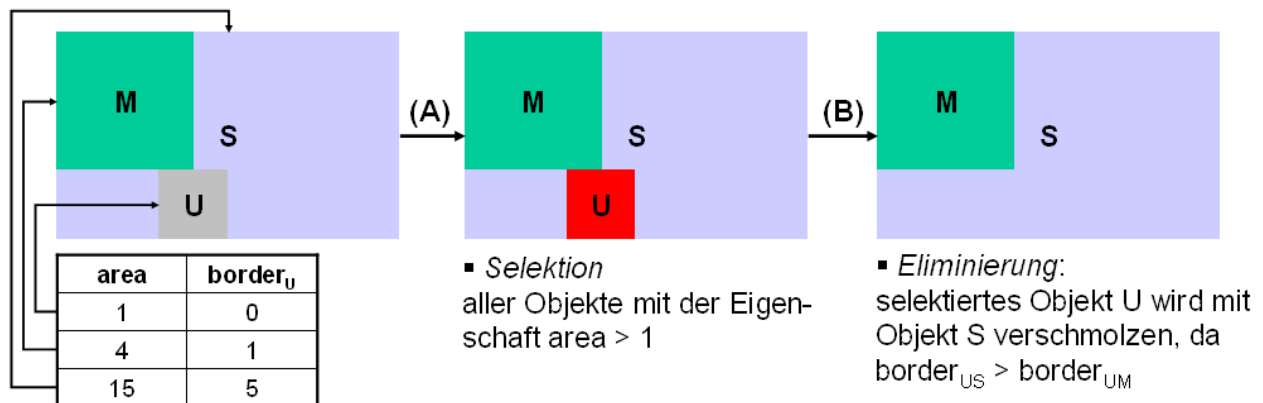 M
S
U
(A)
M
S
U
(B)
M
S
area border_U
1 0
4 1
15 5
▪ Selektion
aller Objekte mit der Eigen-
schaft area > 1
▪ Eliminierung:
selektiertes Objekt U wird mit
Objekt S verschmolzen, da
border_US > border_UM